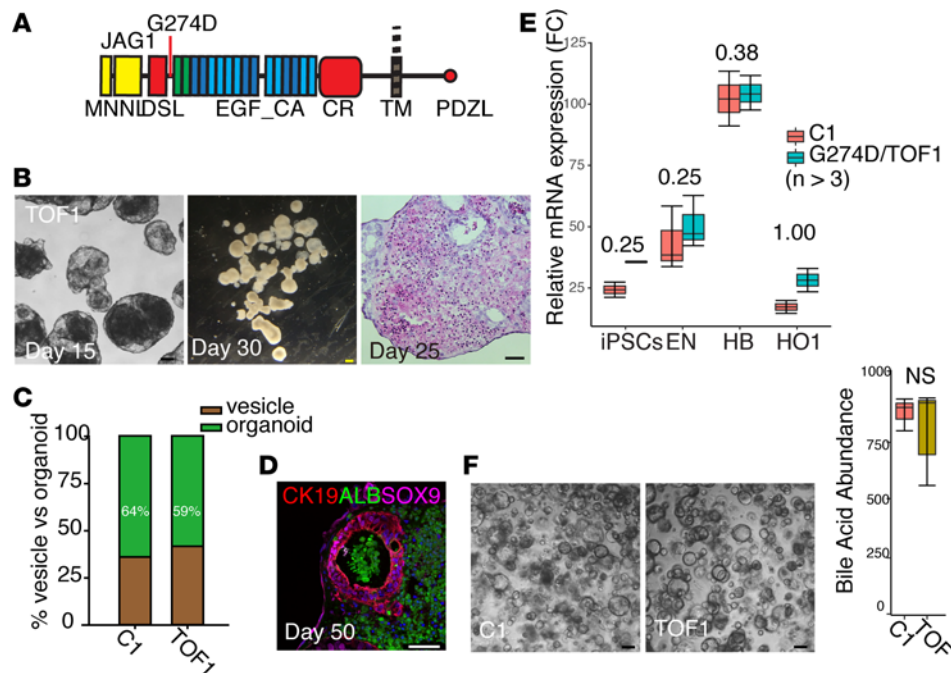 A
G274D
JAG1
MNNL DSL EGF_CA CR TM PDZL
B
TOF1
Day 15
Day 30
Day 25
C
vesicle
organoid
% vesicle vs organoid
100
75
50
25
0
64%
59%
C1
TOF1
D
CK19ALBSOX9
Day 50
E
Relative mRNA expression (FC)
125
100
75
50
25
0.25
0.25
0.38
1.00
C1
G274D/TOF1
(n > 3)
iPSCs EN HB HO1
F
C1
TOF1
Bile Acid Abundance
1000
750
500
250
0
NS
C1
TOF